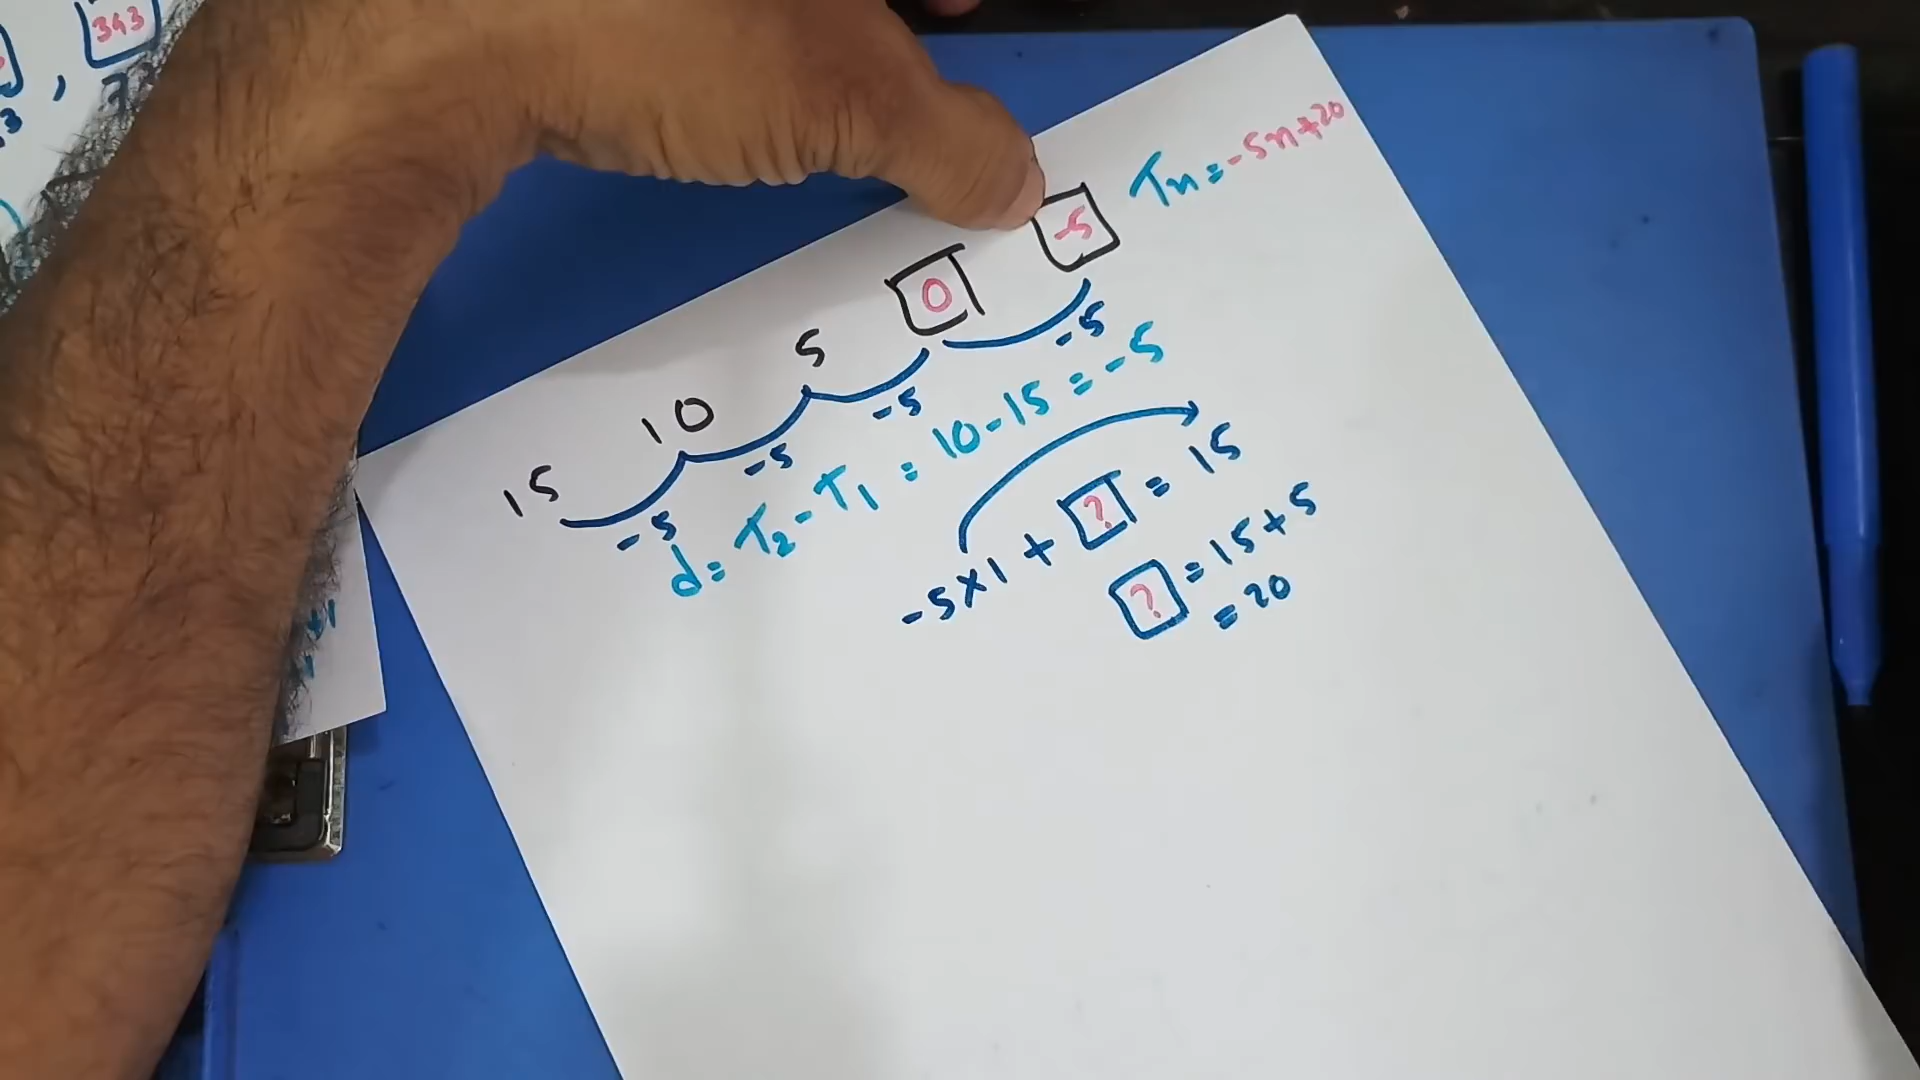 343
15 10 5 0 -5 Tn = -5n+20
-5 -5 -5 -5
d = T2 - T1 = 10-15 = -5
-5×1 + ? = 15
? = 15+5
= 20